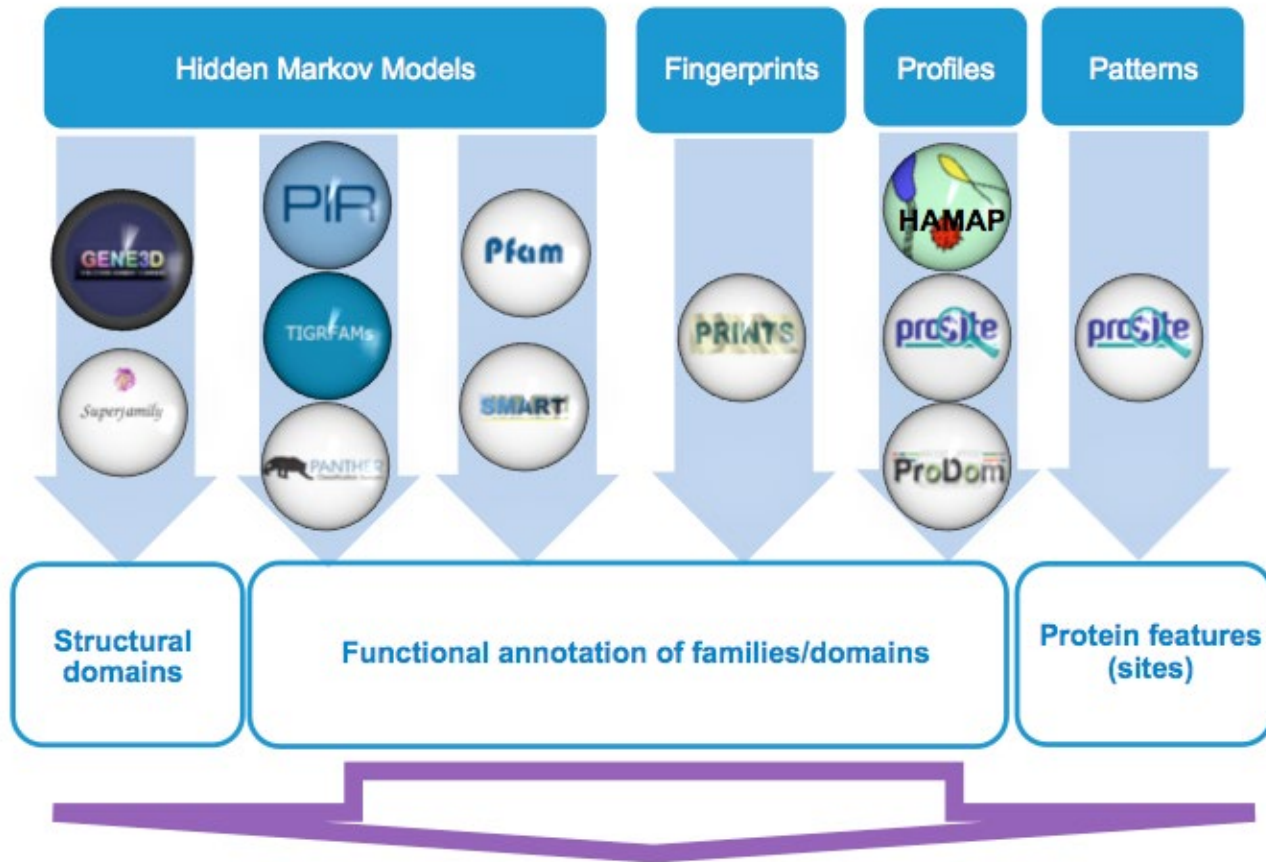 Hidden Markov Models
Fingerprints
Profiles
Patterns
GENE3D
Superfamily
PIR
TIGRFAMs
PANTHER
Pfam
SMART
PRINTS
HAMAP
prosite
ProDom
prosite
Structural
domains
Functional annotation of families/domains
Protein features
(sites)